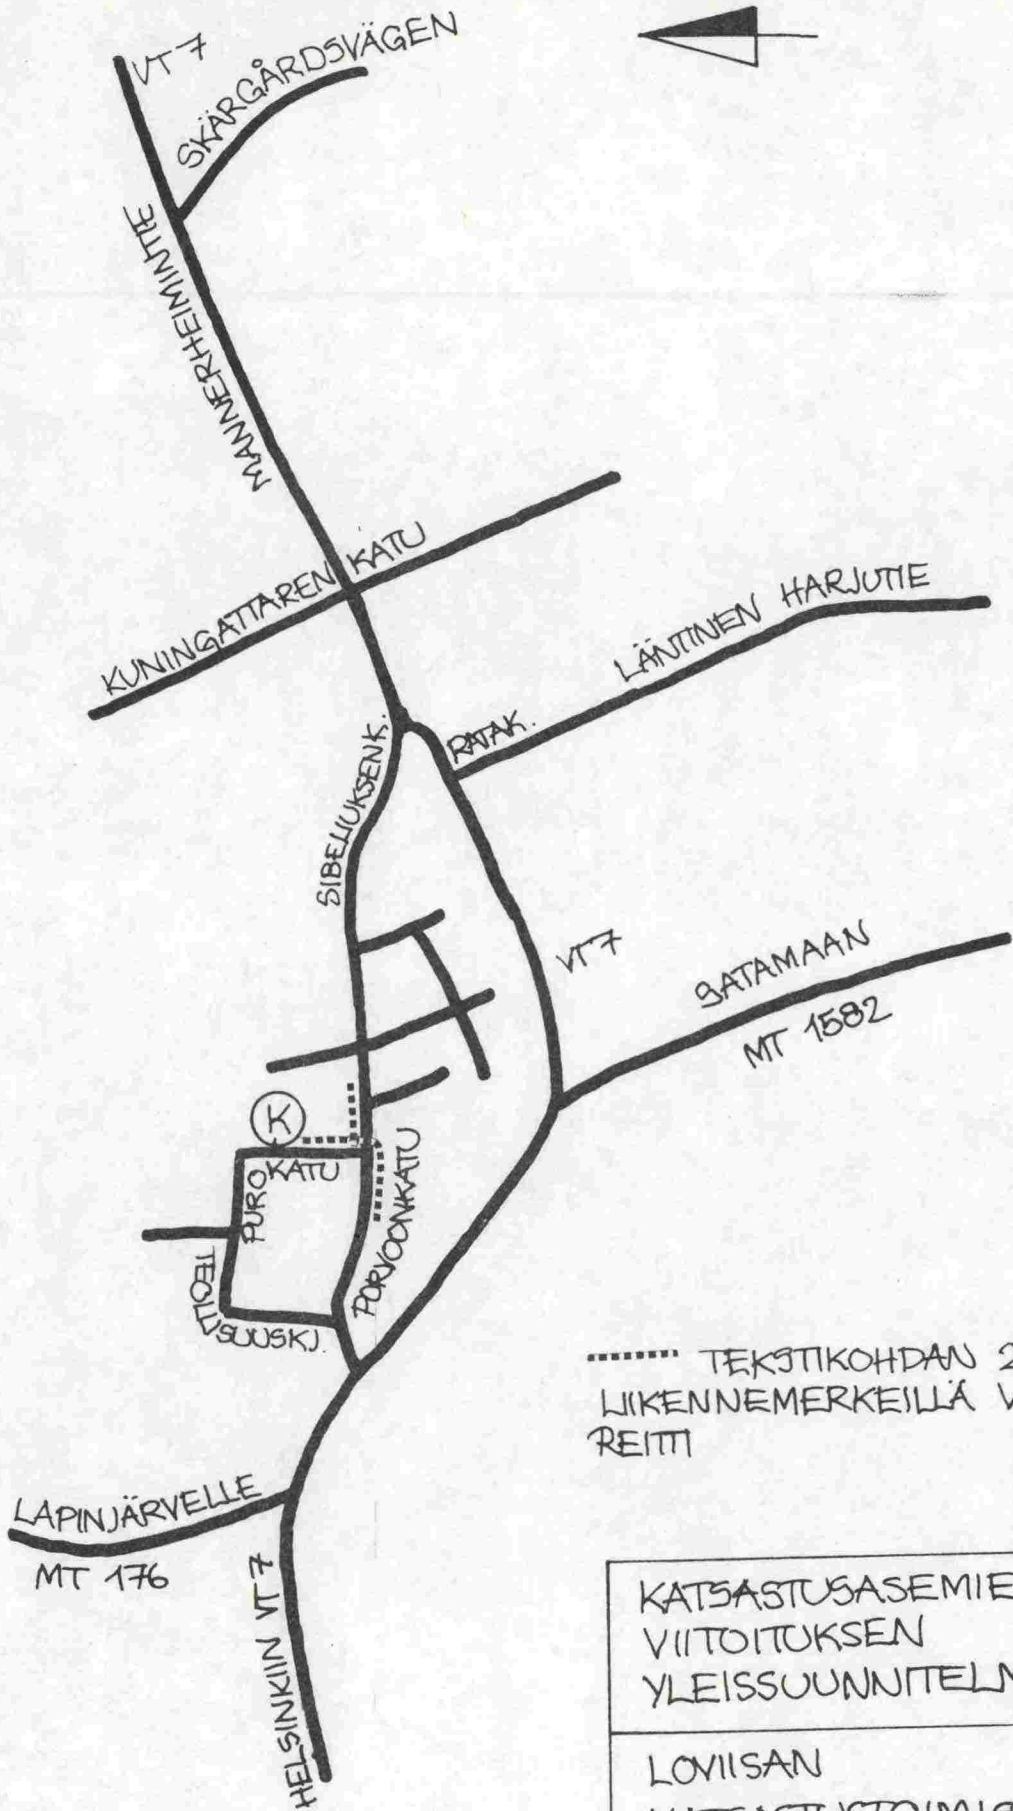 VT 7
SKÄRGÅRDSVÄGEN
MANNERHEIMINTIE
KUNINGATTAREN KATU
LÄNTINEN HARJUTIE
RATAK.
SIBELIUKSENK.
VT 7
SATAMAAN
MT 1582
K
PURO KATU
PORVOONKATU
TEOLLISUUSKJ.
TEKSTIKOHDAN 2
LIIKENNEMERKEILLÄ V
REITTI
LAPINJÄRVELLE
MT 176
HELSINKIIN VT 7
KATSASTUSASEMIE
VIITOITUKSEN
YLEISSUUNNITELM
LOVIISAN